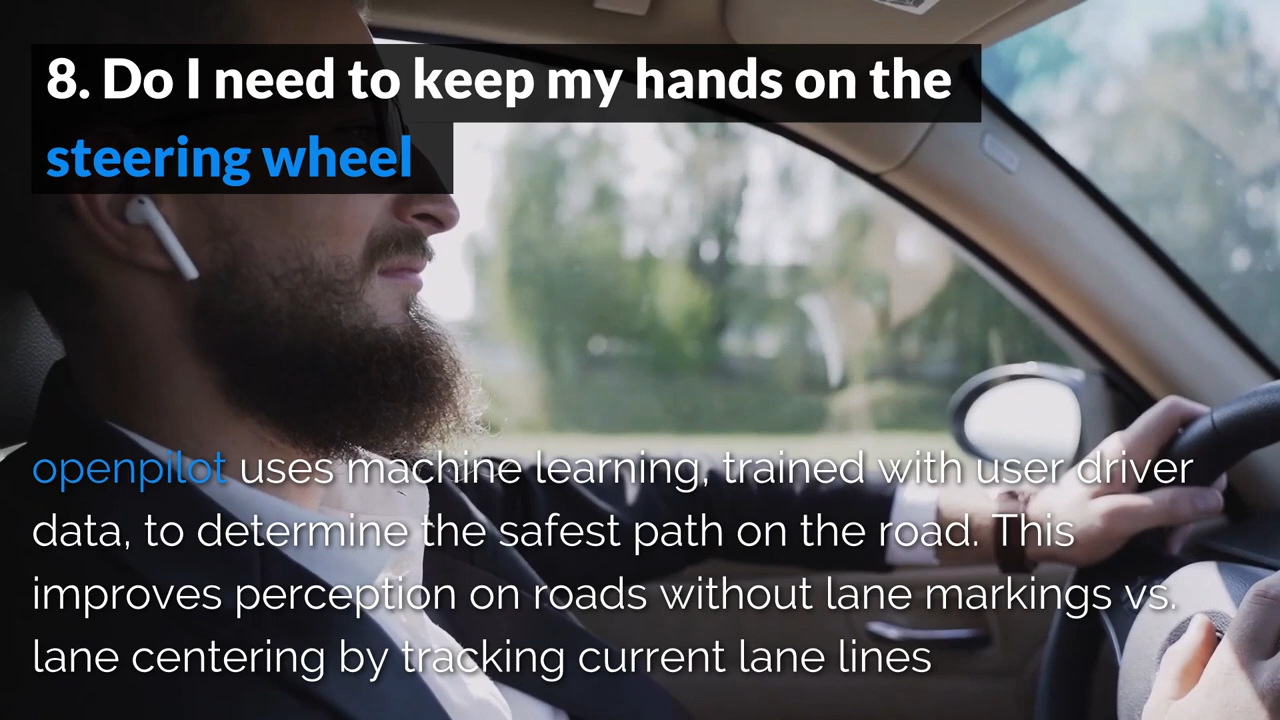 8. Do I need to keep my hands on the
steering wheel
openpilot uses machine learning, trained with user driver
data, to determine the safest path on the road. This
improves perception on roads without lane markings vs.
lane centering by tracking current lane lines